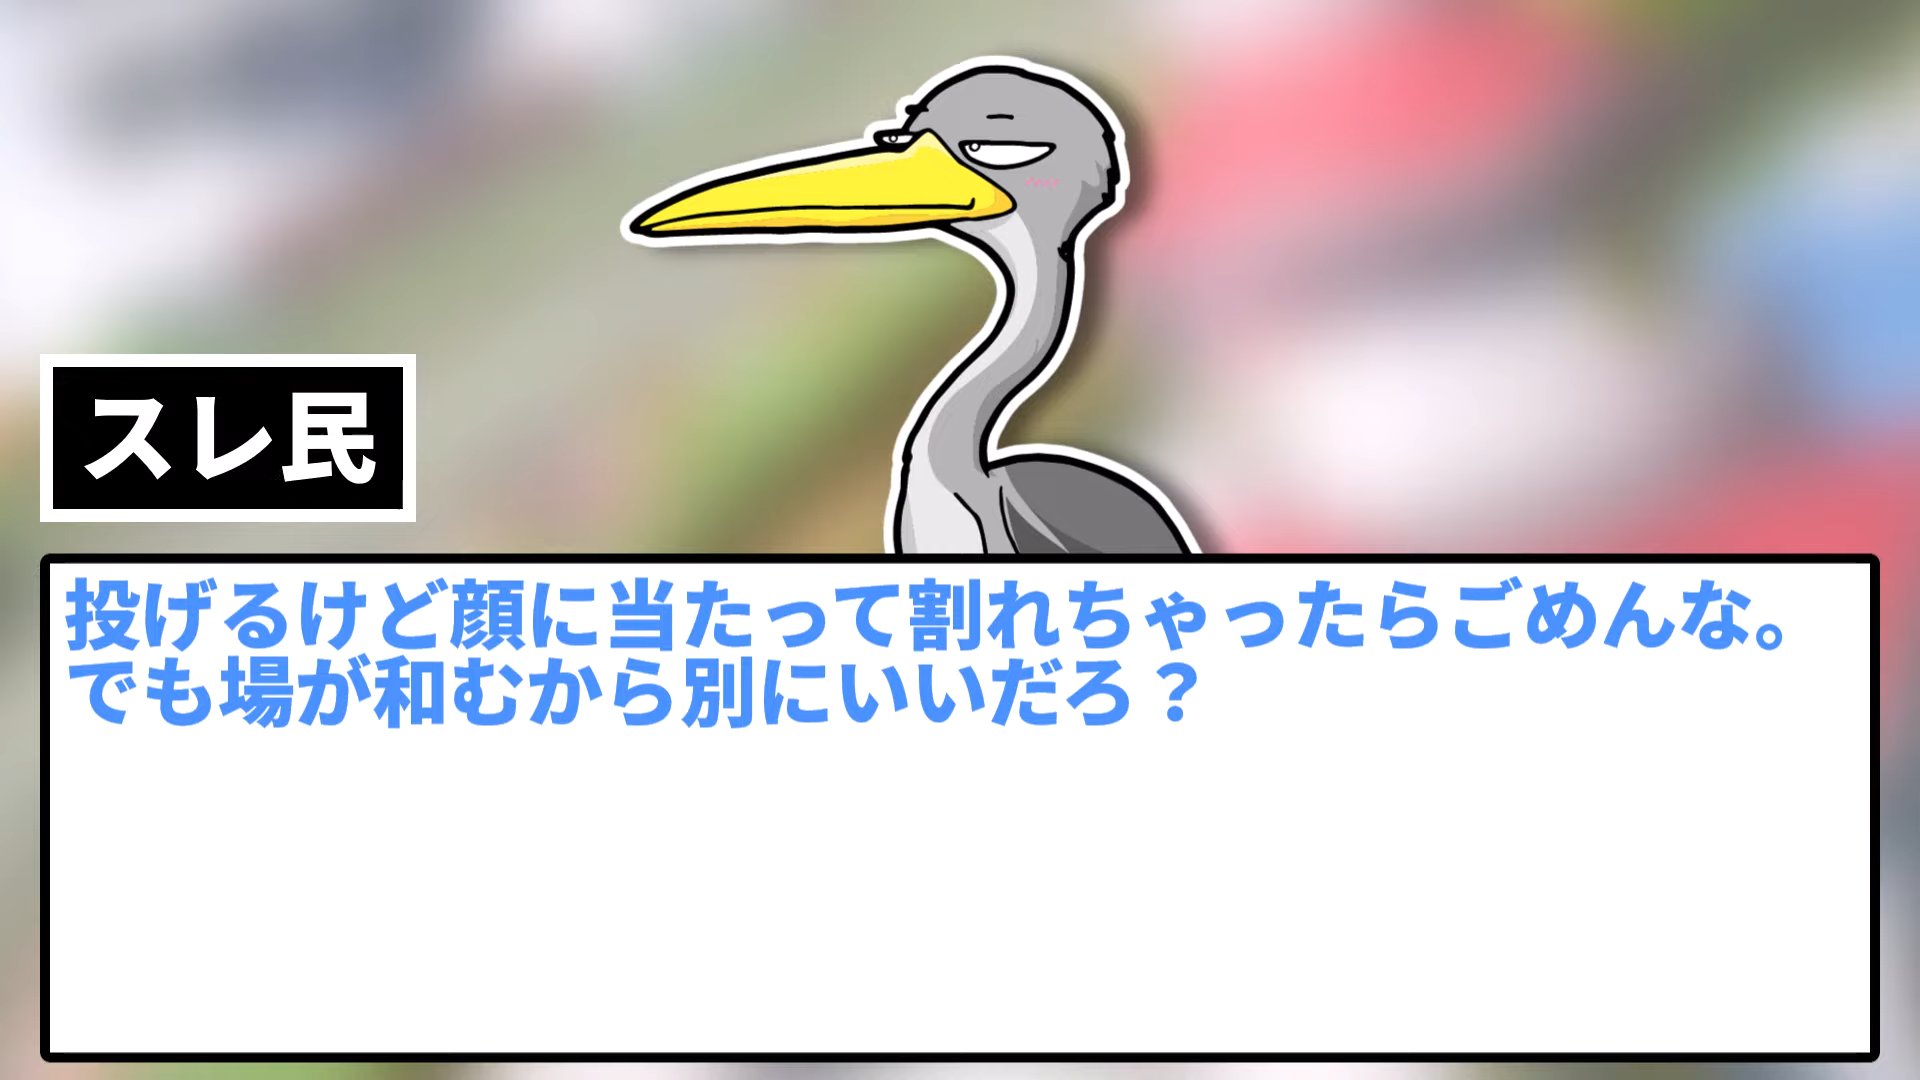 スレ民
投げるけど顔に当たって割れちゃったらごめんな。
でも場が和むから別にいいだろ？